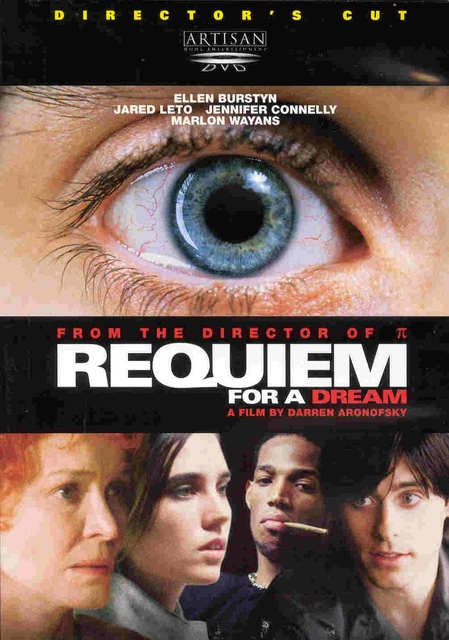 DIRECTOR'S CUT
ARTISAN
HOME ENTERTAINMENT
DVD
ELLEN BURSTYN
JARED LETO JENNIFER CONNELLY
MARLON WAYANS
FROM THE DIRECTOR OF π
REQUIEM
FOR A DREAM
A FILM BY DARREN ARONOFSKY